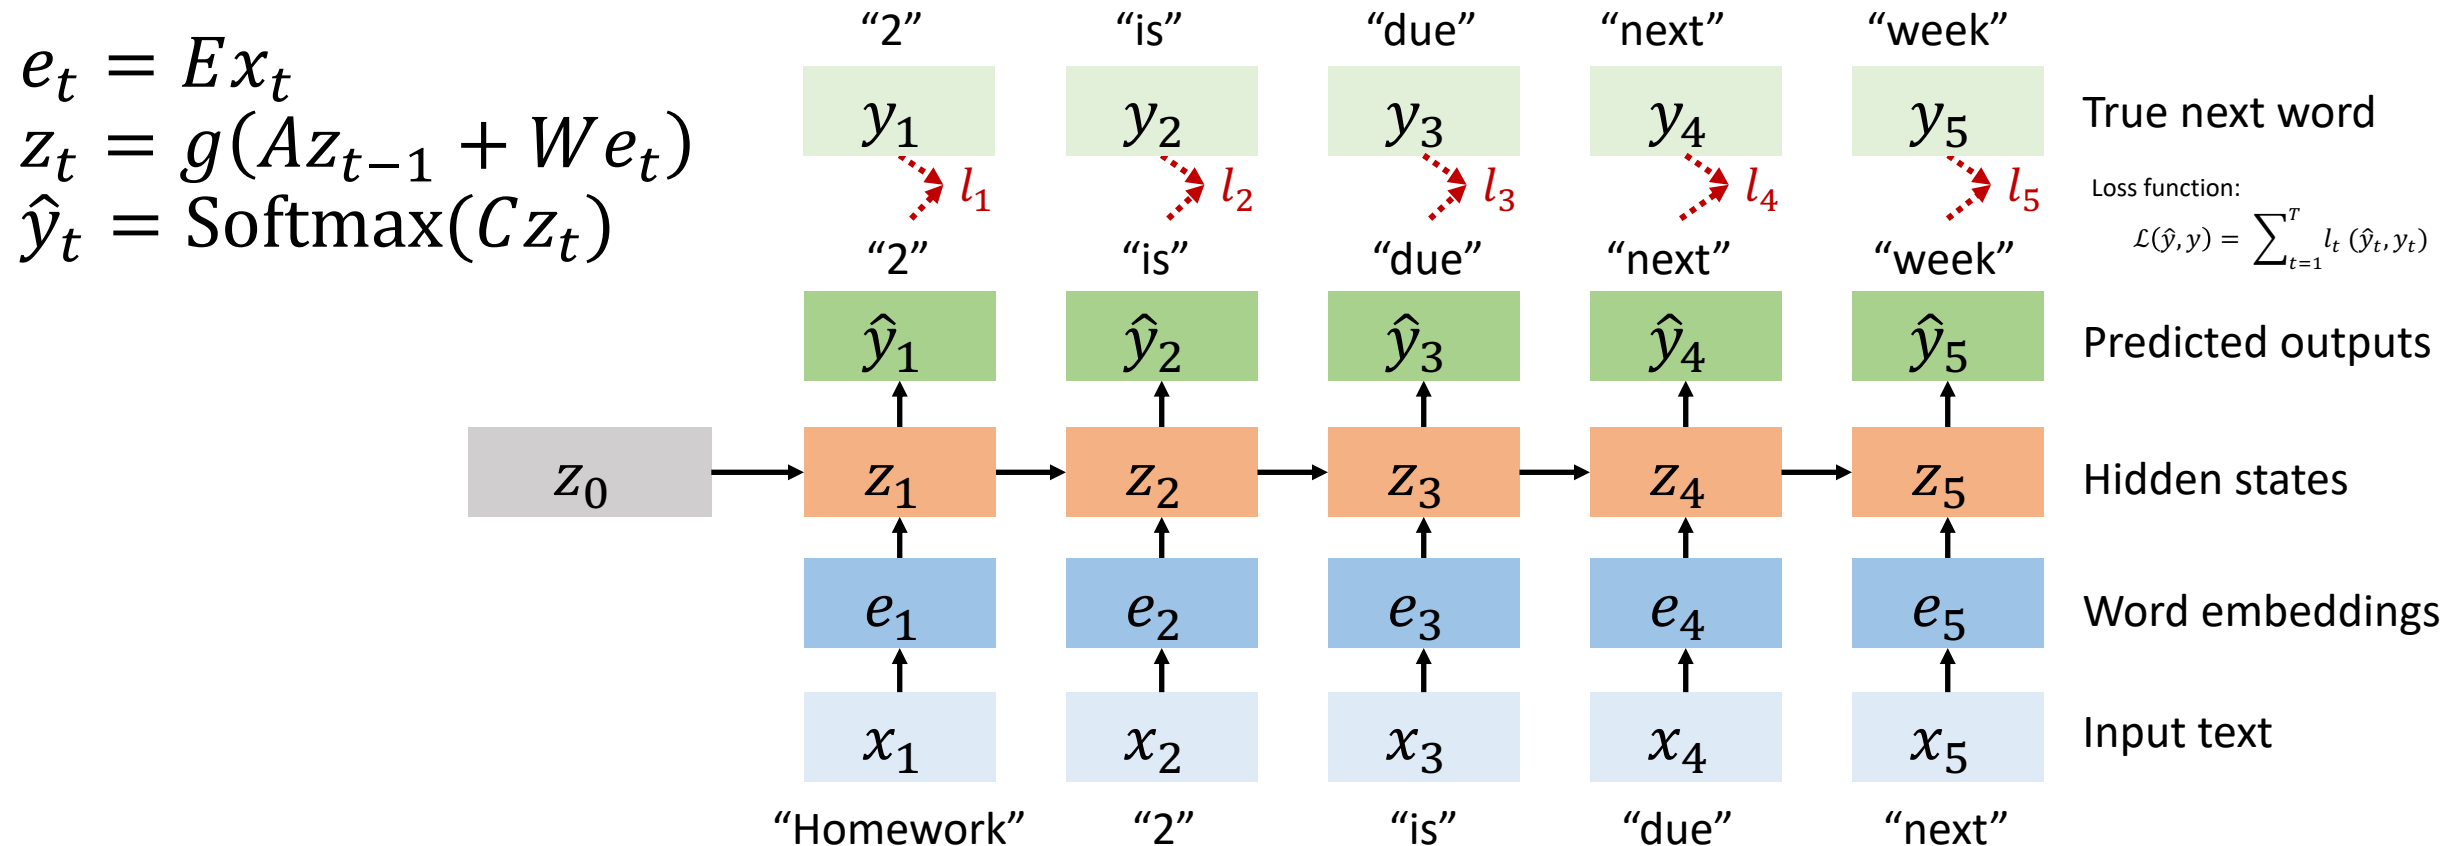 e_t = Ex_t
z_t = g(Az_{t−1} + We_t)
ŷ_t = Softmax(Cz_t)
“2” “is” “due” “next” “week”
y_1 y_2 y_3 y_4 y_5 True next word
l_1 l_2 l_3 l_4 l_5 Loss function:
ℒ(ŷ, y) = ∑_{t=1}^{T} l_t (ŷ_t, y_t)
“2” “is” “due” “next” “week”
ŷ_1 ŷ_2 ŷ_3 ŷ_4 ŷ_5 Predicted outputs
z_0 z_1 z_2 z_3 z_4 z_5 Hidden states
e_1 e_2 e_3 e_4 e_5 Word embeddings
x_1 x_2 x_3 x_4 x_5 Input text
“Homework” “2” “is” “due” “next”